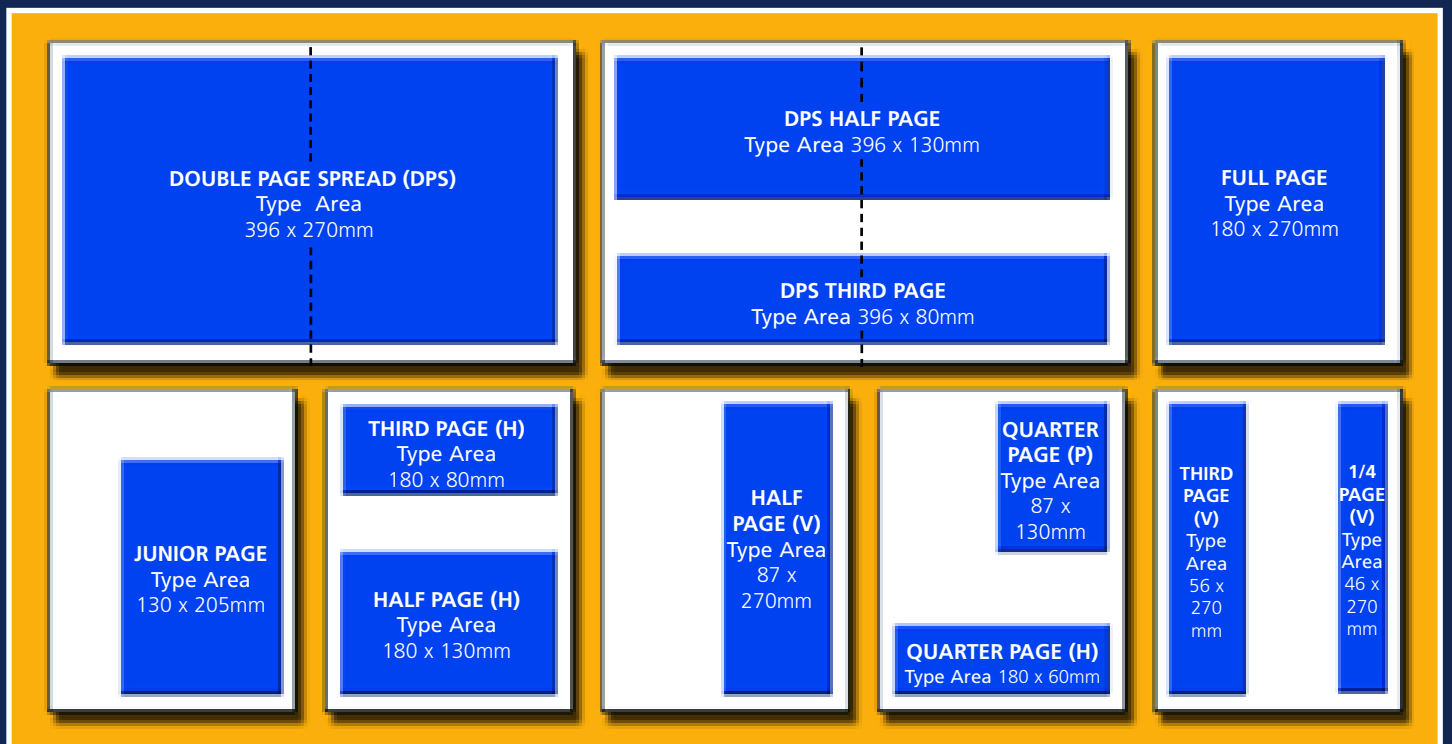 DOUBLE PAGE SPREAD (DPS)
Type Area
396 x 270mm
DPS HALF PAGE
Type Area 396 x 130mm
DPS THIRD PAGE
Type Area 396 x 80mm
FULL PAGE
Type Area
180 x 270mm
JUNIOR PAGE
Type Area
130 x 205mm
THIRD PAGE (H)
Type Area
180 x 80mm
HALF PAGE (H)
Type Area
180 x 130mm
HALF
PAGE (V)
Type Area
87 x
270mm
QUARTER
PAGE (P)
Type Area
87 x
130mm
QUARTER PAGE (H)
Type Area 180 x 60mm
THIRD
PAGE
(V)
Type
Area
56 x
270
mm
1/4
PAGE
(V)
Type
Area
46 x
270
mm